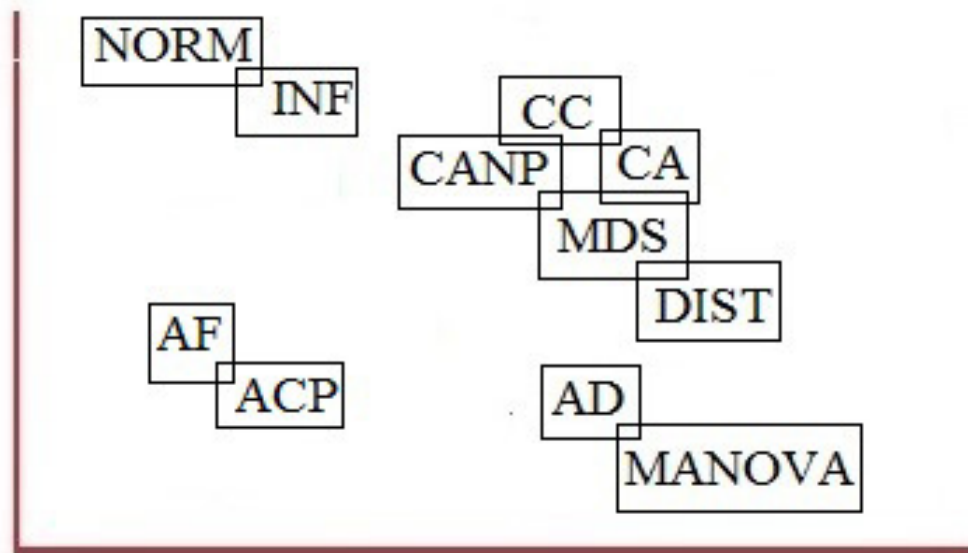 NORM
INF
CC
CANP
CA
MDS
DIST
AF
ACP
AD
MANOVA